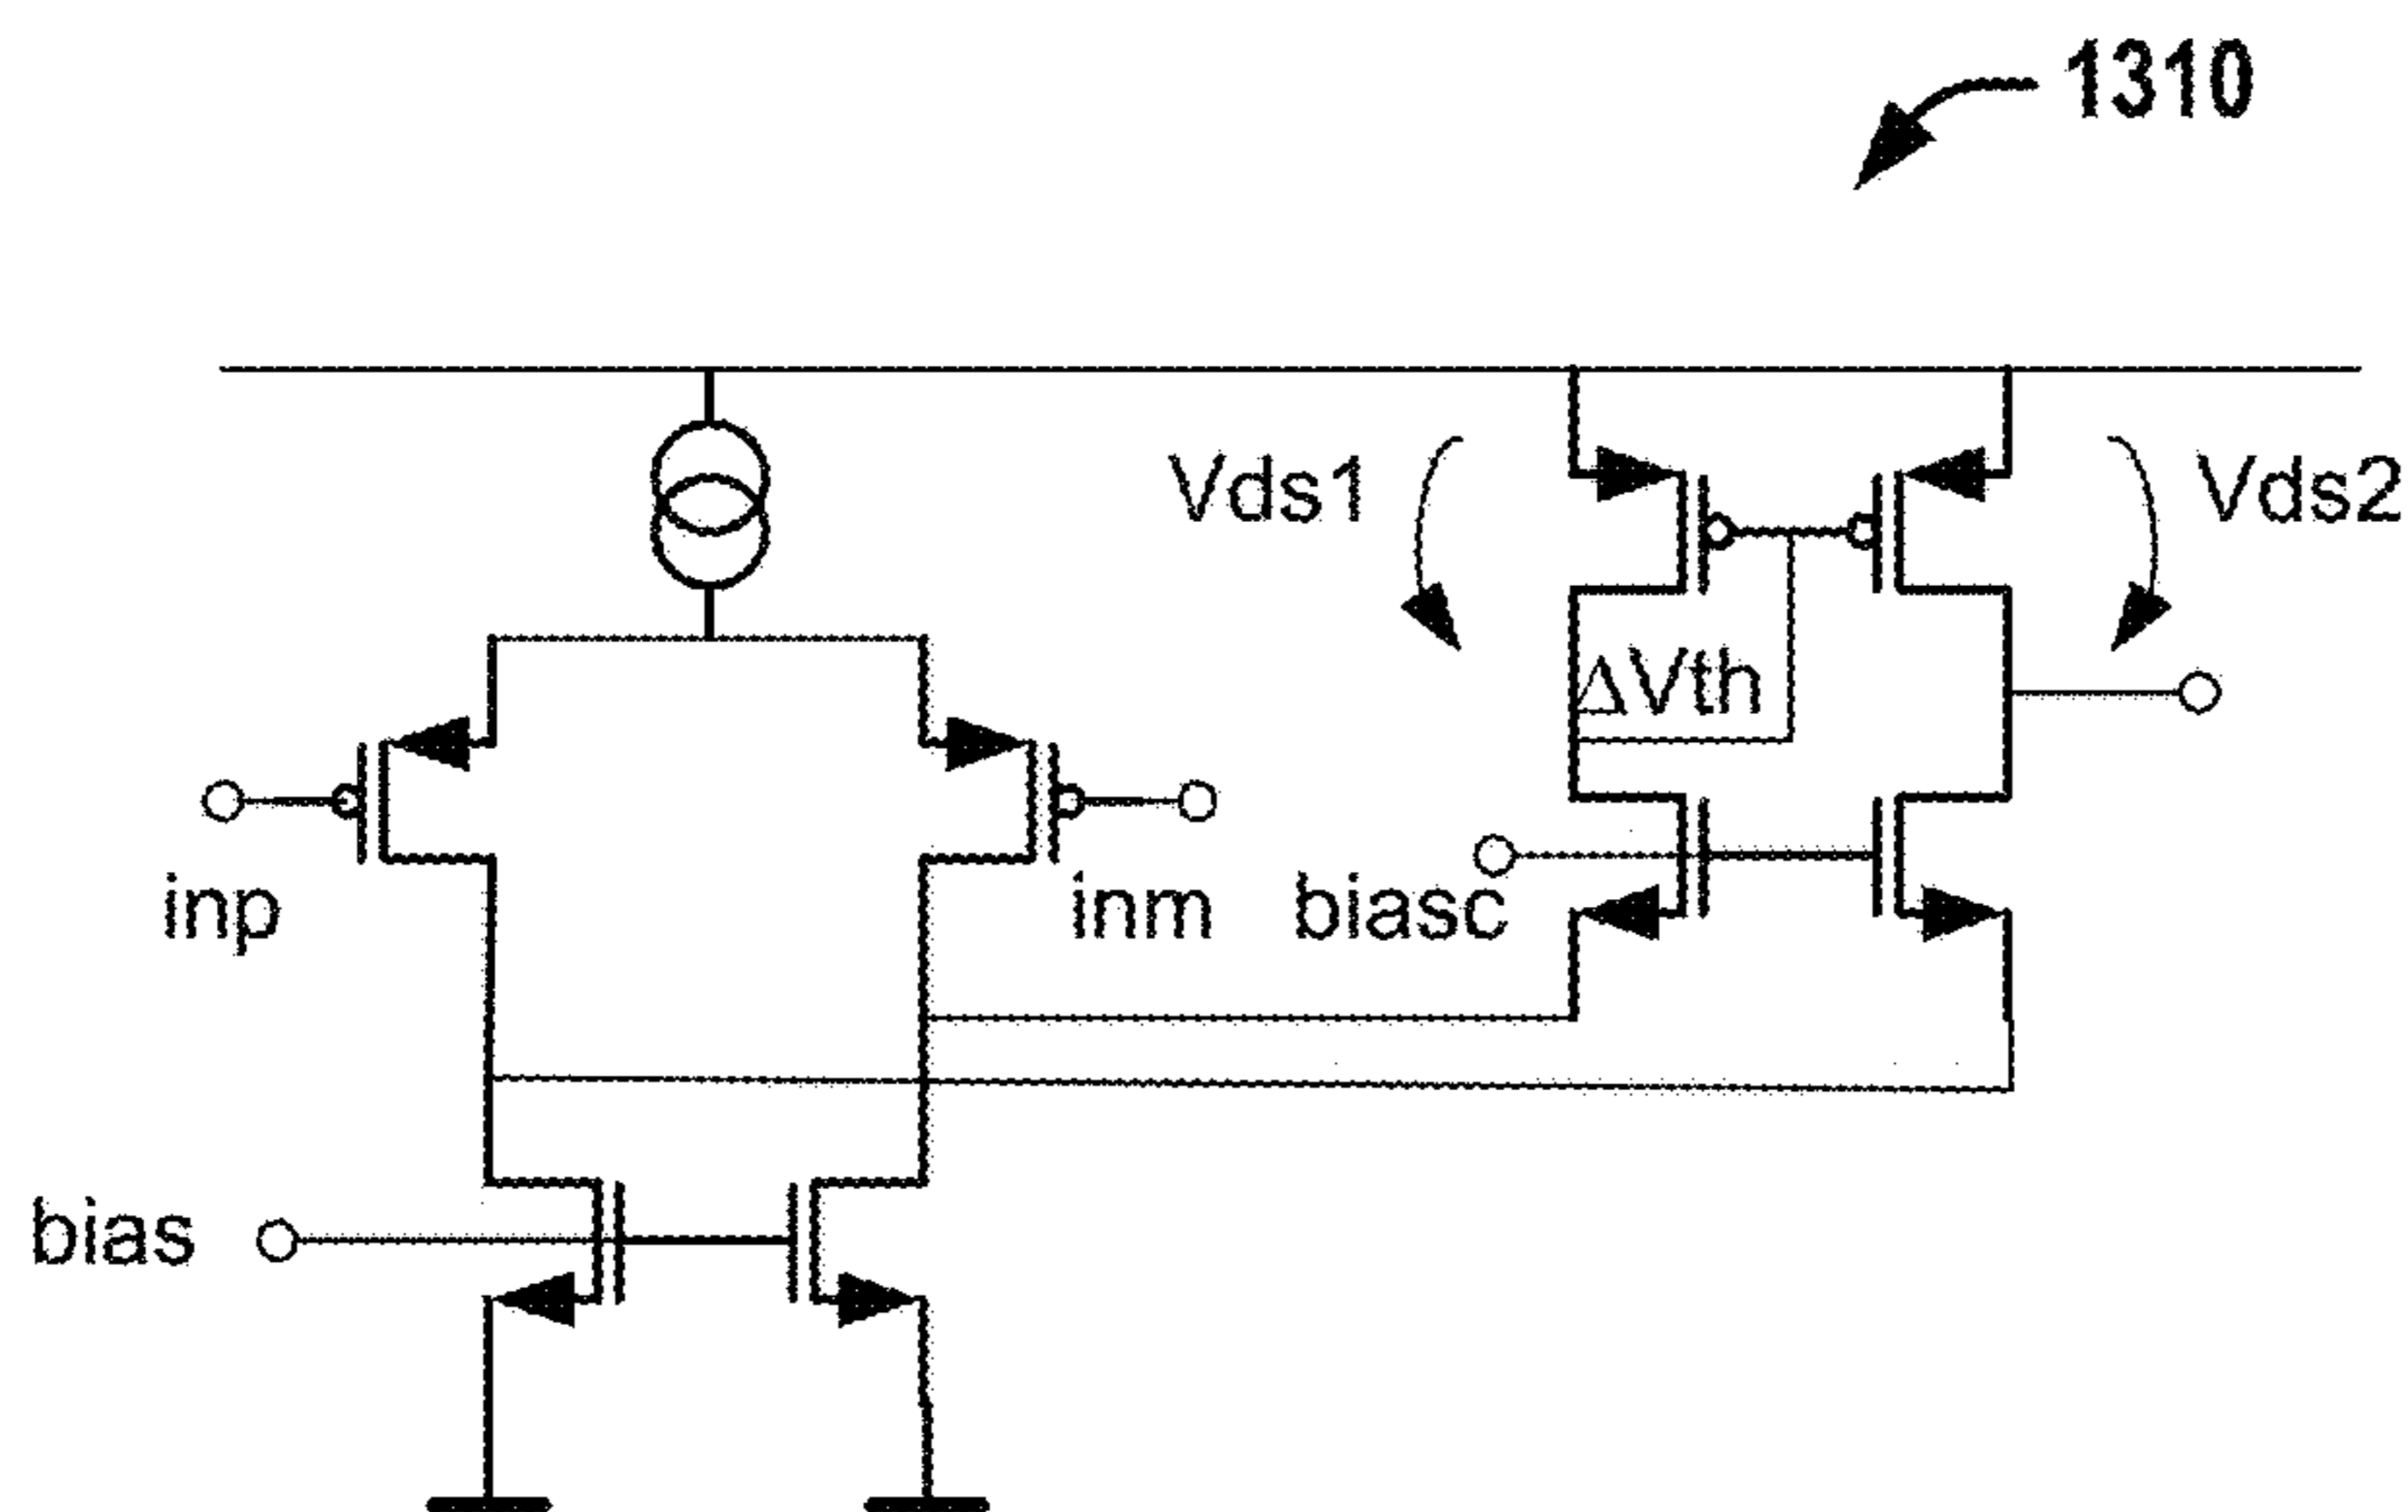 1310
Vds1
Vds2
ΔVth
inp
inm
biasc
bias